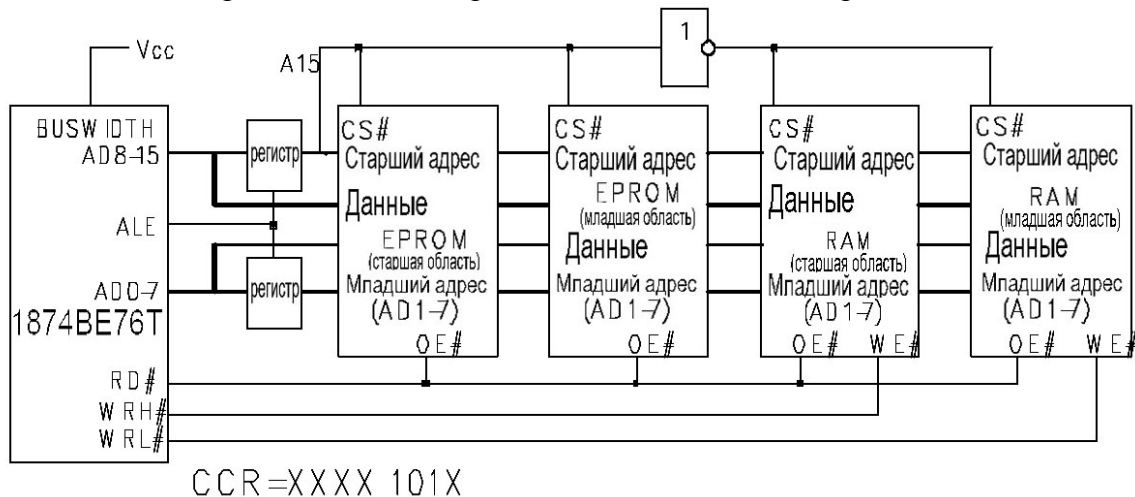 Vcc
A15
1
BUSWIDTH
AD8-15
ALE
AD0-7
1874BE76T
RD#
WRH#
WRL#
регистр
регистр
CS#
Старший адрес
Данные
EPROM
(старшая область)
Младший адрес
(AD1-7)
OE#
CS#
Старший адрес
EPROM
(младшая область)
Данные
Младший адрес
(AD1-7)
OE#
CS#
Старший адрес
Данные
RAM
(старшая область)
Младший адрес
(AD1-7)
OE# WE#
CS#
Старший адрес
RAM
(младшая область)
Данные
Младший адрес
(AD1-7)
OE# WE#
CCR=XXXX 101X